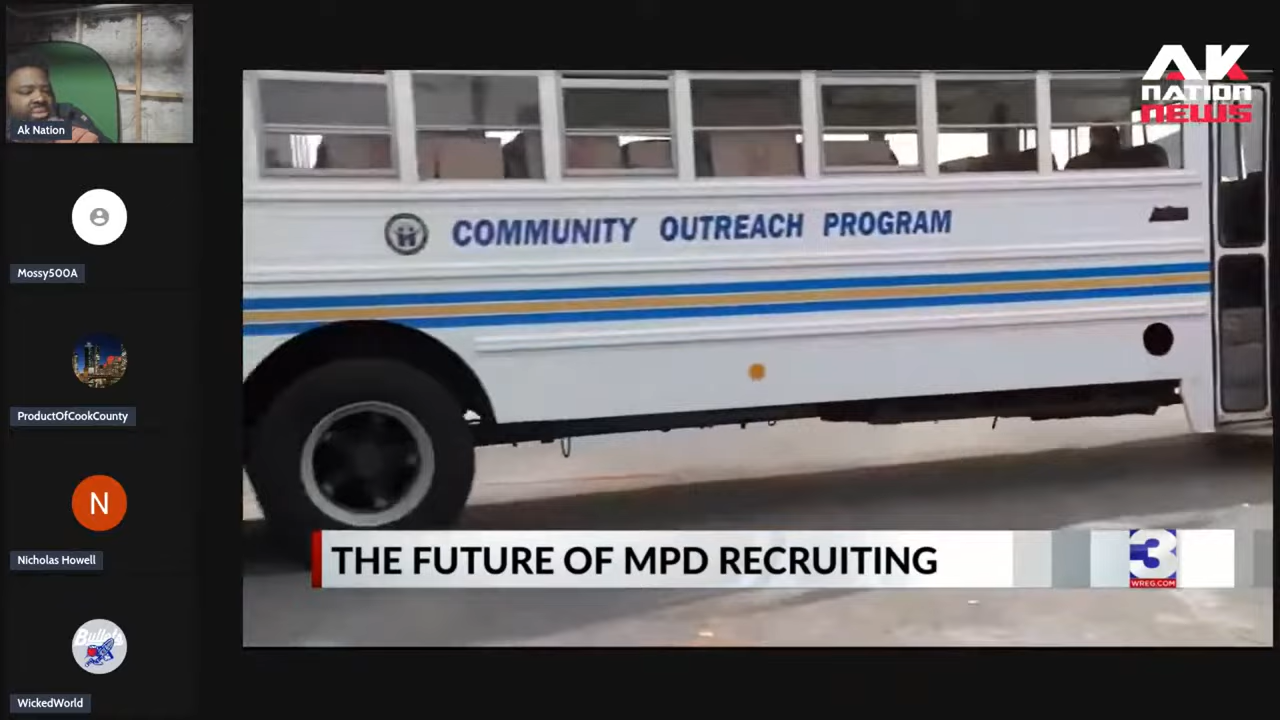 Ak Nation
AK
NATION
NEWS
Mossy500A
COMMUNITY OUTREACH PROGRAM
ProductOfCookCounty
N
Nicholas Howell
THE FUTURE OF MPD RECRUITING
3
WREG.COM
Bullets
WickedWorld